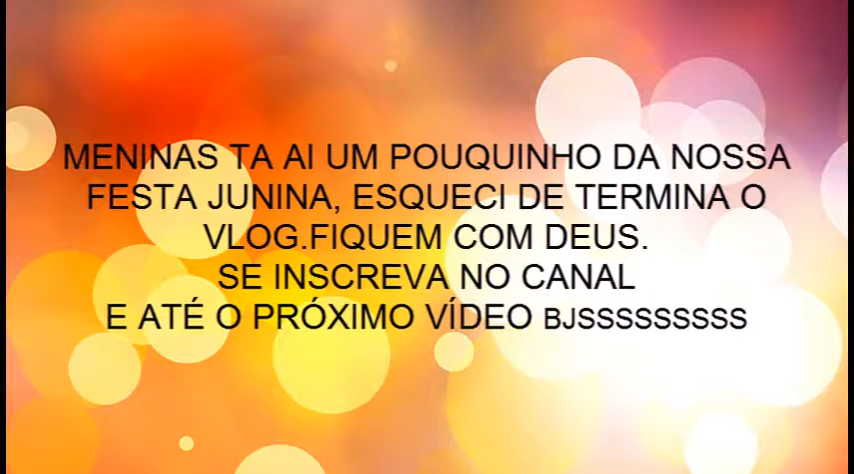 MENINAS TA AI UM POUQUINHO DA NOSSA
FESTA JUNINA, ESQUECI DE TERMINA O
VLOG.FIQUEM COM DEUS.
SE INSCREVA NO CANAL
E ATÉ O PRÓXIMO VÍDEO BJSSSSSSSSS